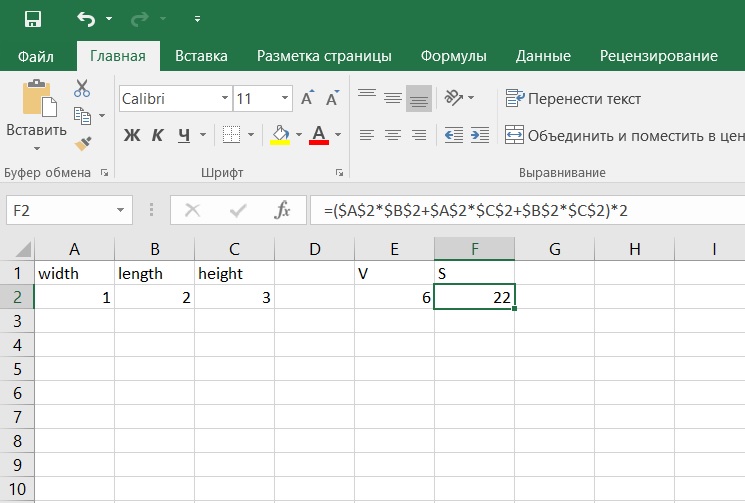 Файл Главная Вставка Разметка страницы Формулы Данные Рецензирование
Вставить
Calibri 11
Ж К Ч
А
Перенести текст
Объединить и поместить в цен
Буфер обмена Шрифт Выравнивание
F2 fx =($A$2*$B$2+$A$2*$C$2+$B$2*$C$2)*2
A B C D E F G H I
1 width length height V S
2 1 2 3 6 22
3
4
5
6
7
8
9
10